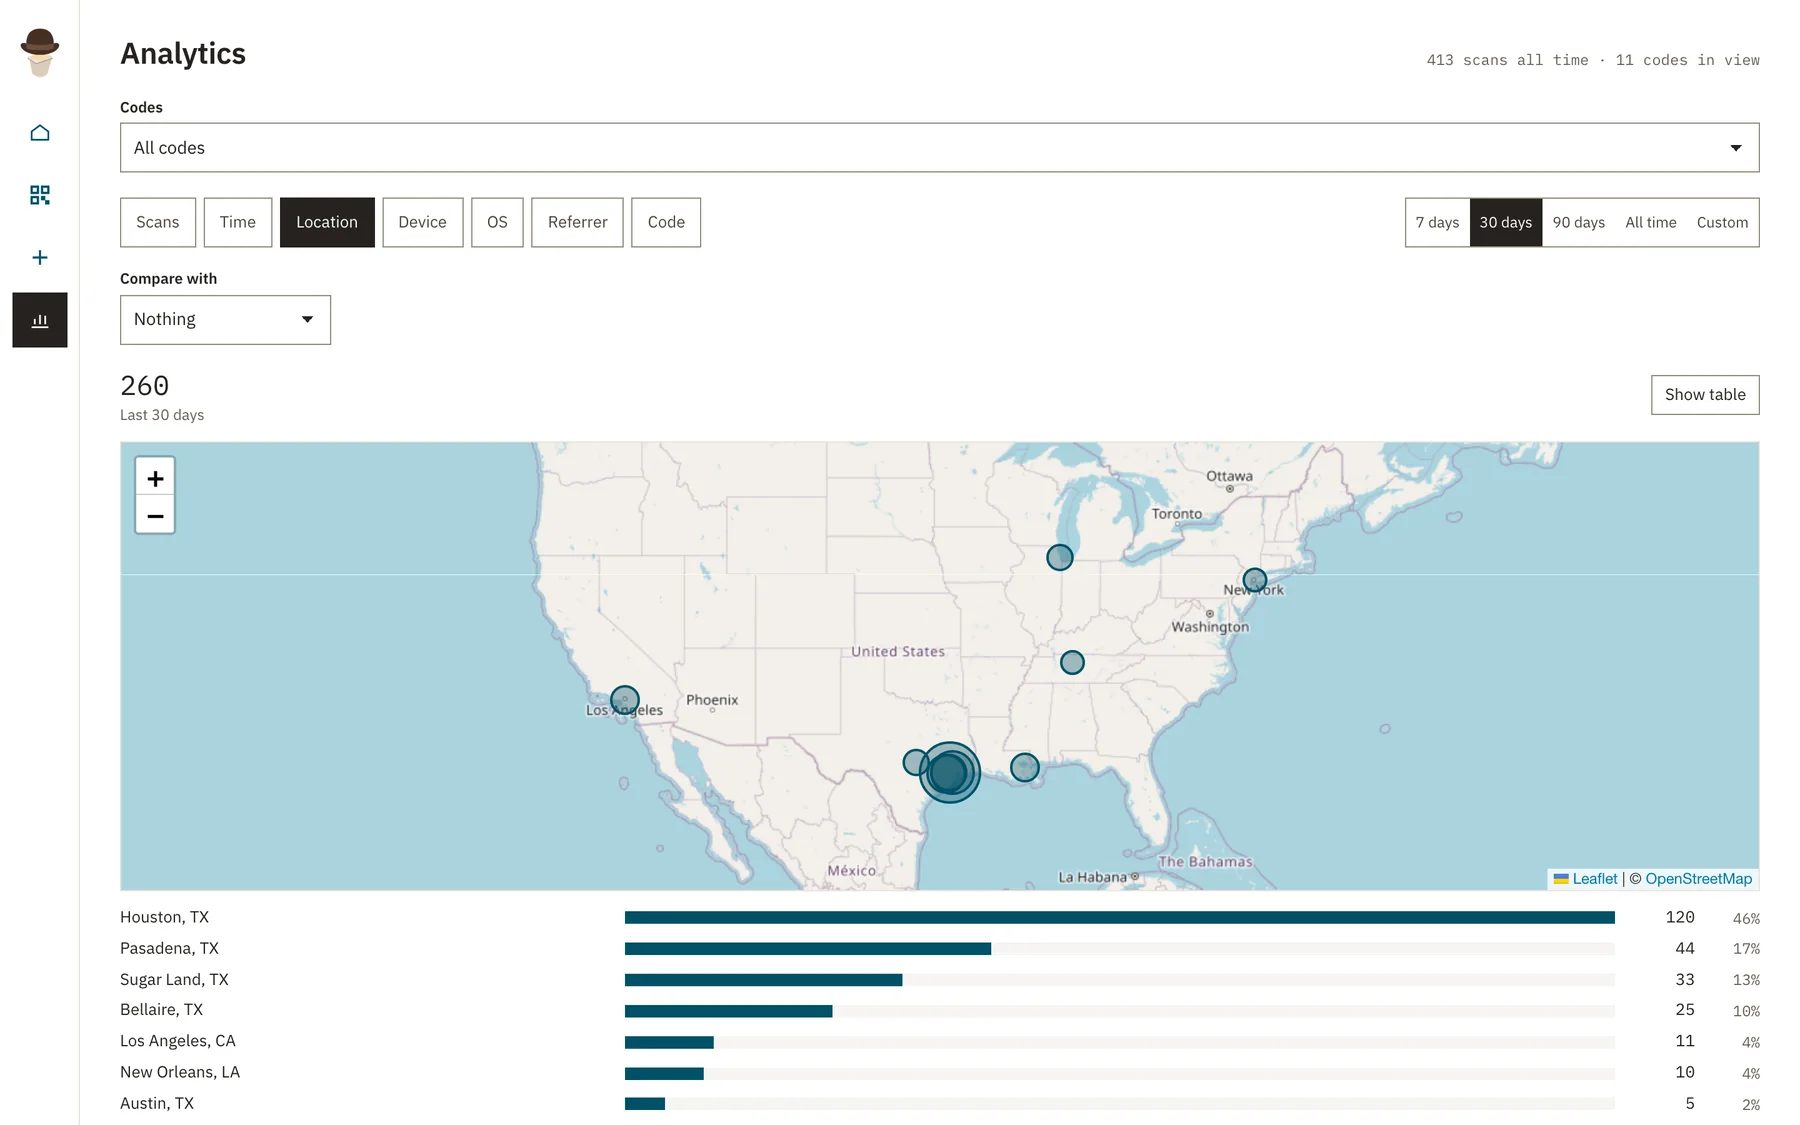 Analytics
413 scans all time · 11 codes in view
Codes
All codes
Scans Time Location Device OS Referrer Code
7 days 30 days 90 days All time Custom
Compare with
Nothing
260
Last 30 days
Show table
+
−
Ottawa
Toronto
New York
Washington
United States
Los Angeles
Phoenix
México
La Habana
The Bahamas
Leaflet | © OpenStreetMap
Houston, TX 120 46%
Pasadena, TX 44 17%
Sugar Land, TX 33 13%
Bellaire, TX 25 10%
Los Angeles, CA 11 4%
New Orleans, LA 10 4%
Austin, TX 5 2%